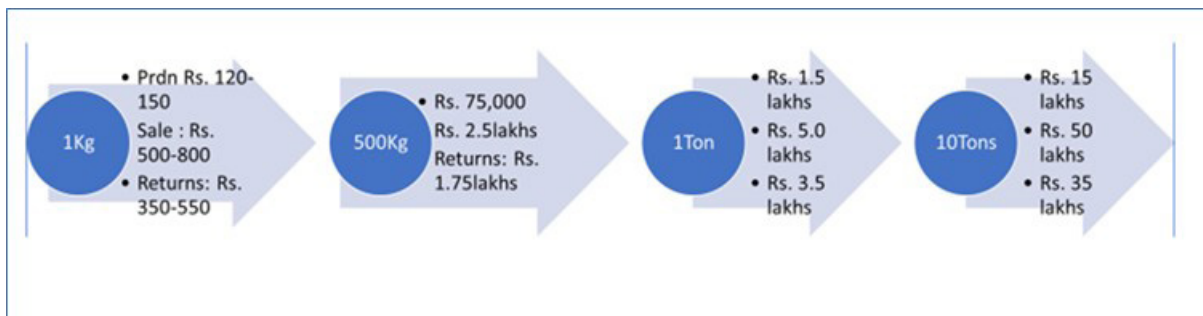 1Kg
• Prdn Rs. 120-
150
Sale : Rs.
500-800
• Returns: Rs.
350-550
500Kg
• Rs. 75,000
Rs. 2.5lakhs
Returns: Rs.
1.75lakhs
1Ton
• Rs. 1.5
lakhs
• Rs. 5.0
lakhs
• Rs. 3.5
lakhs
10Tons
• Rs. 15
lakhs
• Rs. 50
lakhs
• Rs. 35
lakhs